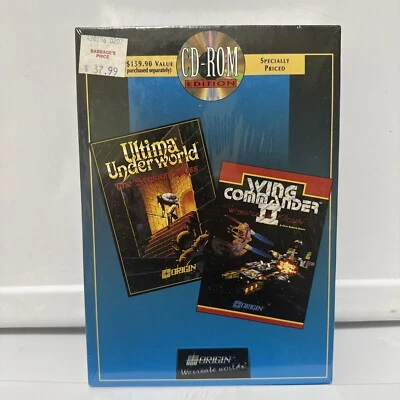 BABBAGE'S
PRICE
$ 37.99
$139.90 VALUE
purchased separately)
CD-ROM
EDITION
SPECIALLY
PRICED
Ultima
Underworld
The Stygian Abyss
ORIGIN
WING
COMMANDER
II
ORIGIN
ORIGIN
We create worlds.